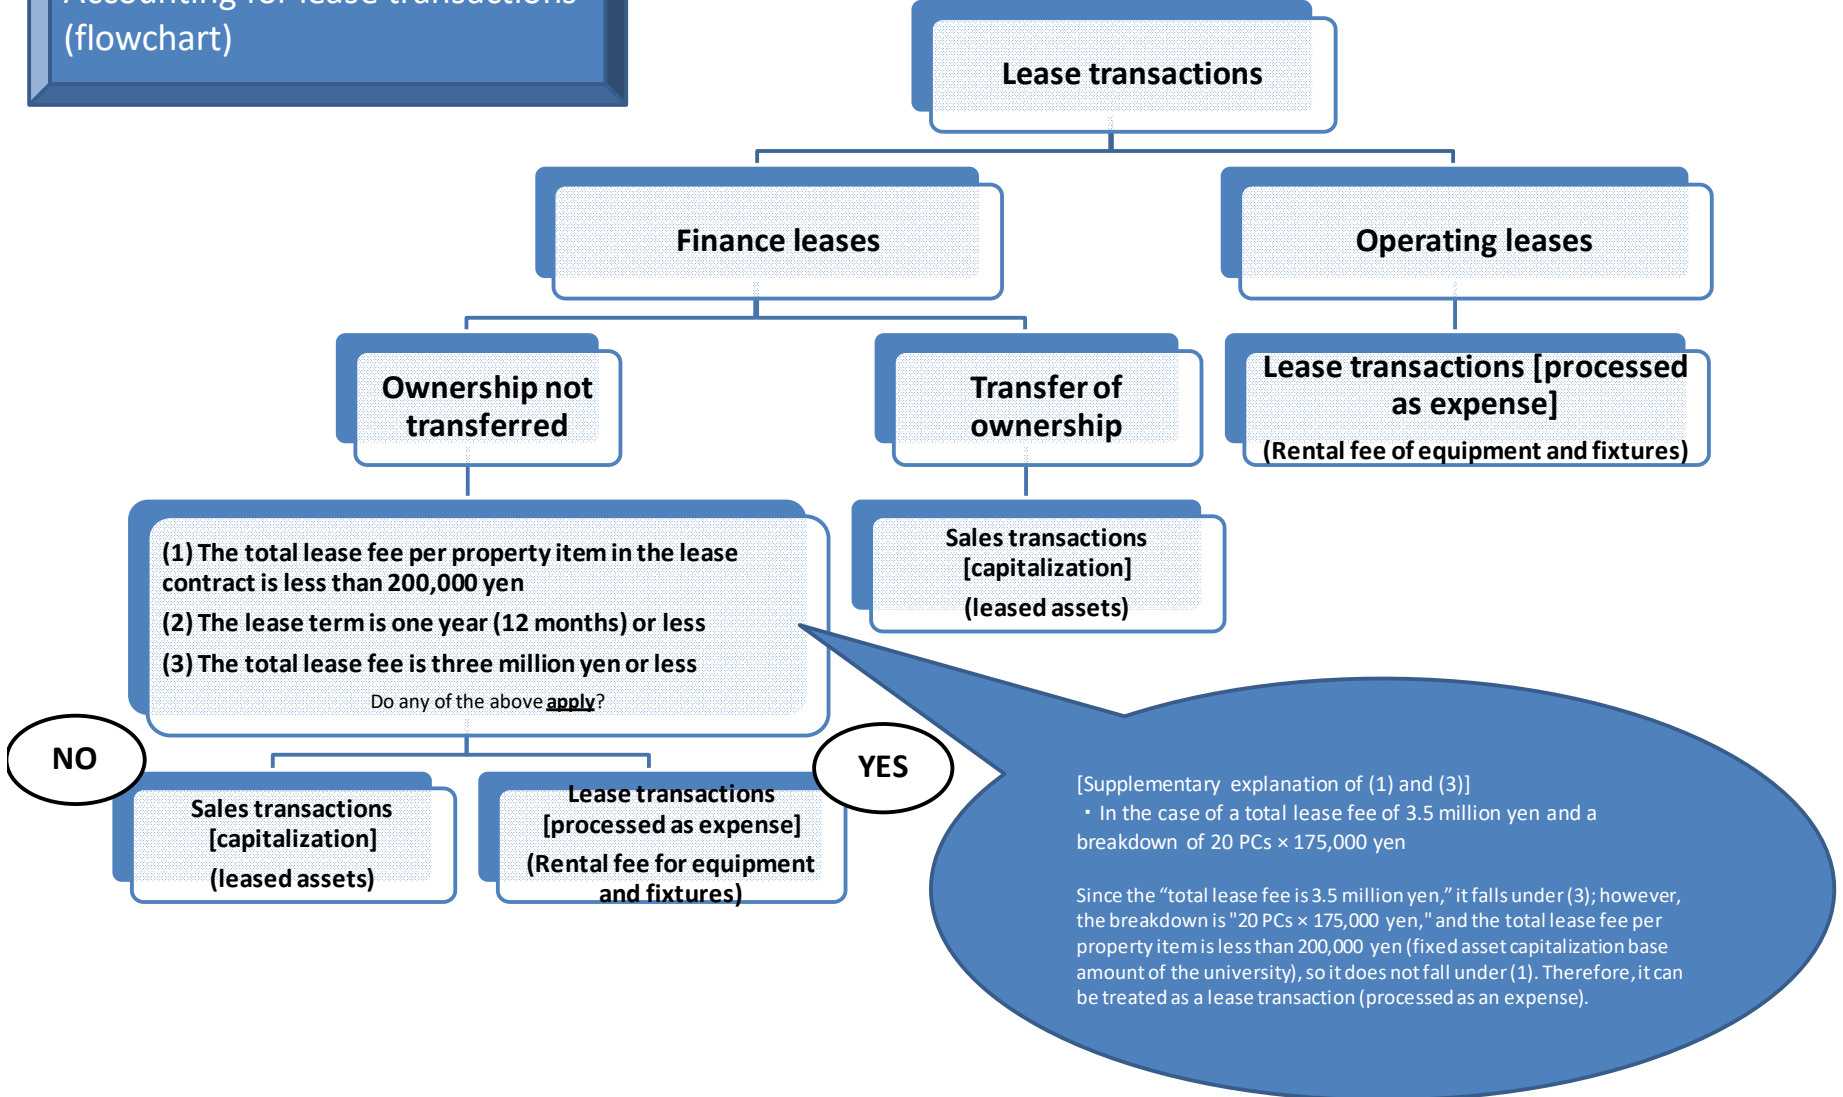 Accounting for lease transactions
(flowchart)
Lease transactions
Finance leases
Operating leases
Ownership not
transferred
Transfer of
ownership
Lease transactions [processed
as expense]
(Rental fee of equipment and fixtures)
(1) The total lease fee per property item in the lease
contract is less than 200,000 yen
(2) The lease term is one year (12 months) or less
(3) The total lease fee is three million yen or less
Do any of the above apply?
Sales transactions
[capitalization]
(leased assets)
NO
YES
Sales transactions
[capitalization]
(leased assets)
Lease transactions
[processed as expense]
(Rental fee for equipment
and fixtures)
[Supplementary explanation of (1) and (3)]
・In the case of a total lease fee of 3.5 million yen and a
breakdown of 20 PCs × 175,000 yen
Since the “total lease fee is 3.5 million yen,” it falls under (3); however,
the breakdown is "20 PCs × 175,000 yen," and the total lease fee per
property item is less than 200,000 yen (fixed asset capitalization base
amount of the university), so it does not fall under (1). Therefore, it can
be treated as a lease transaction (processed as an expense).